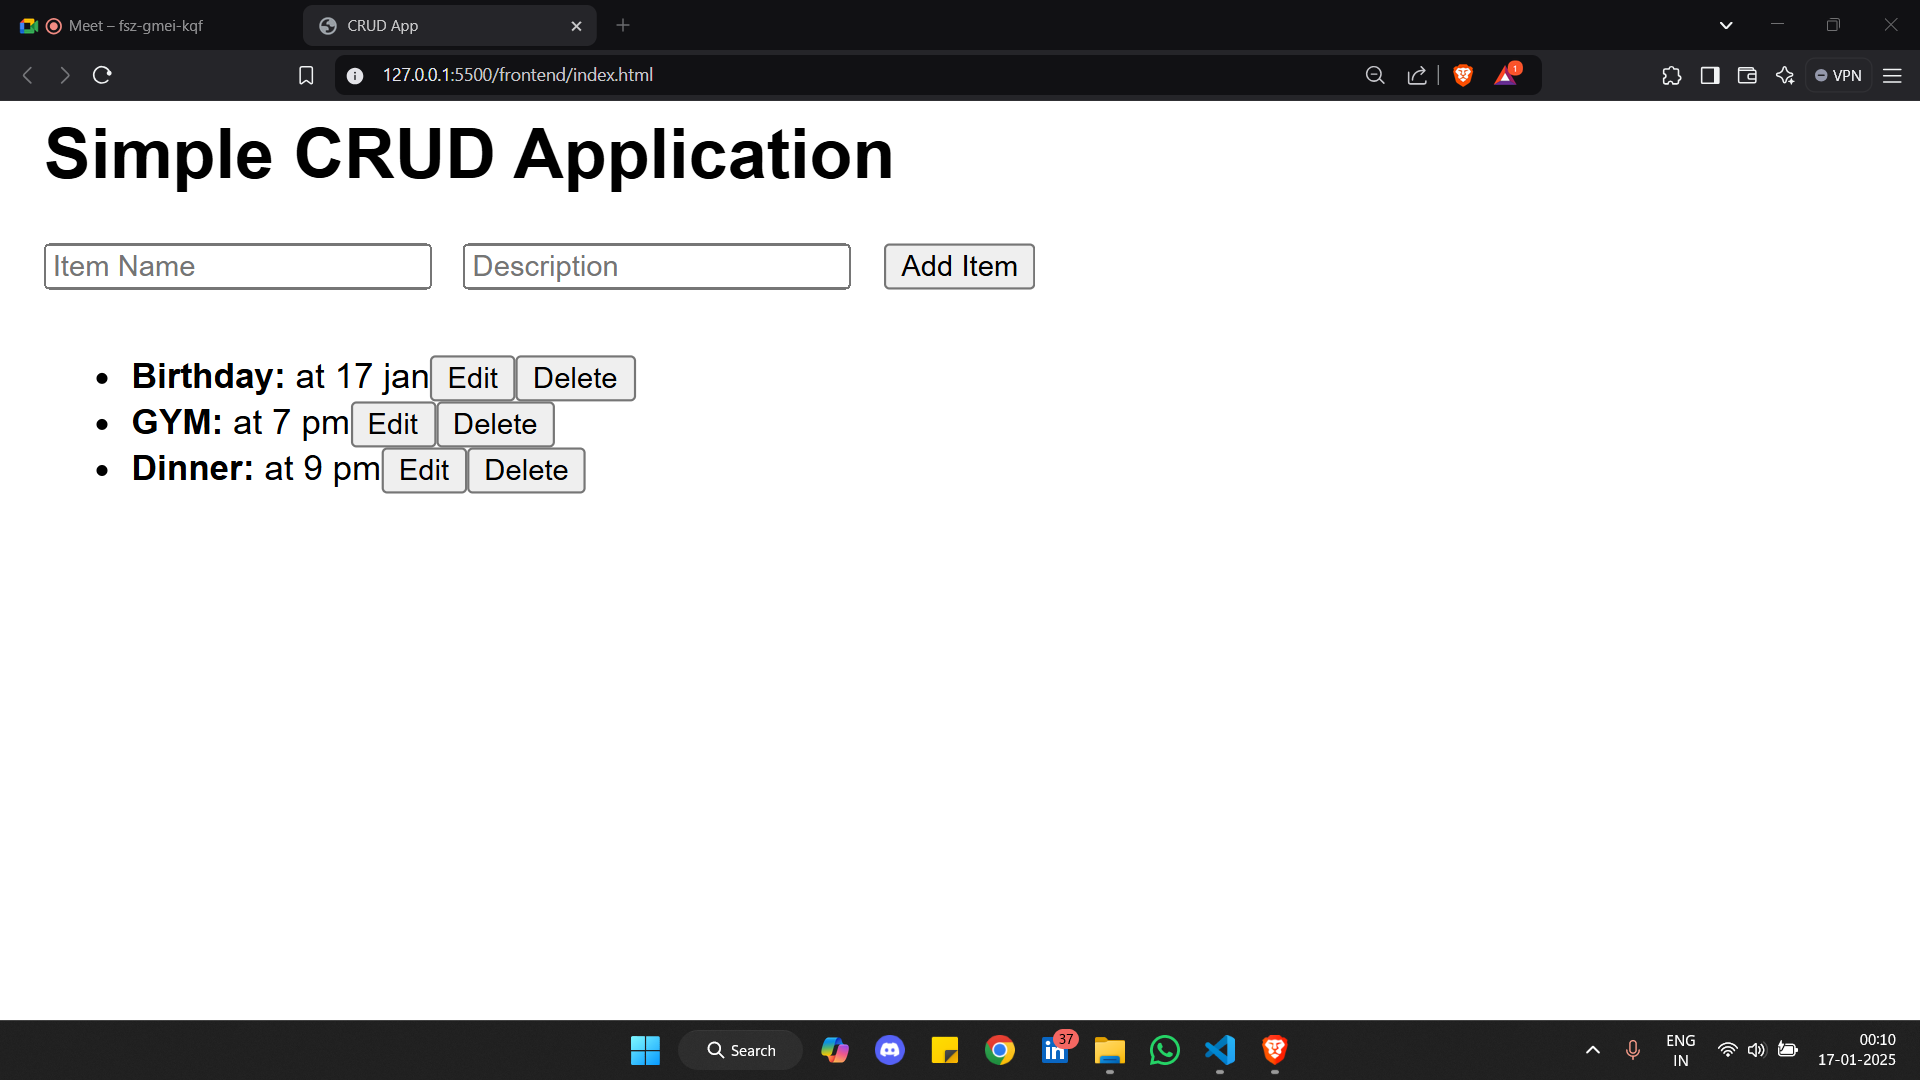 Meet – fsz-gmei-kqf
CRUD App
127.0.0.1:5500/frontend/index.html
1
VPN
Simple CRUD Application
Item Name
Description
Add Item
Birthday: at 17 jan Edit Delete
GYM: at 7 pm Edit Delete
Dinner: at 9 pm Edit Delete
Search
in
37
ENG
IN
00:10
17-01-2025